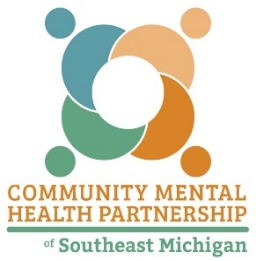 COMMUNITY MENTAL
HEALTH PARTNERSHIP
of Southeast Michigan